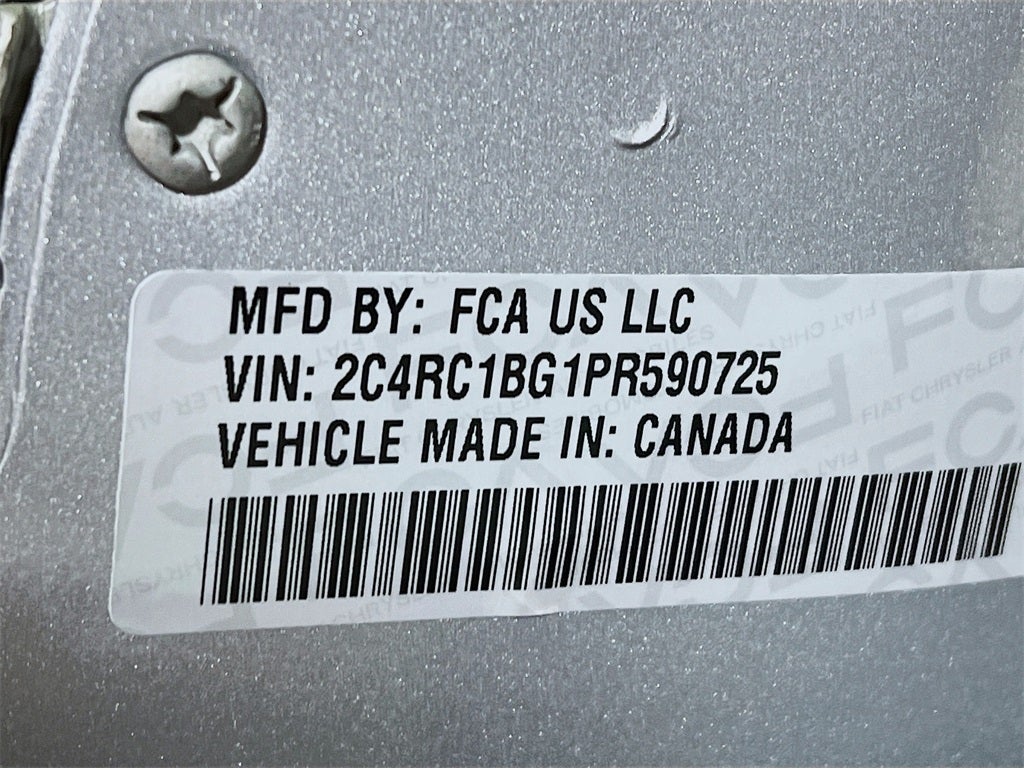 MFD BY: FCA US LLC
VIN: 2C4RC1BG1PR590725
VEHICLE MADE IN: CANADA